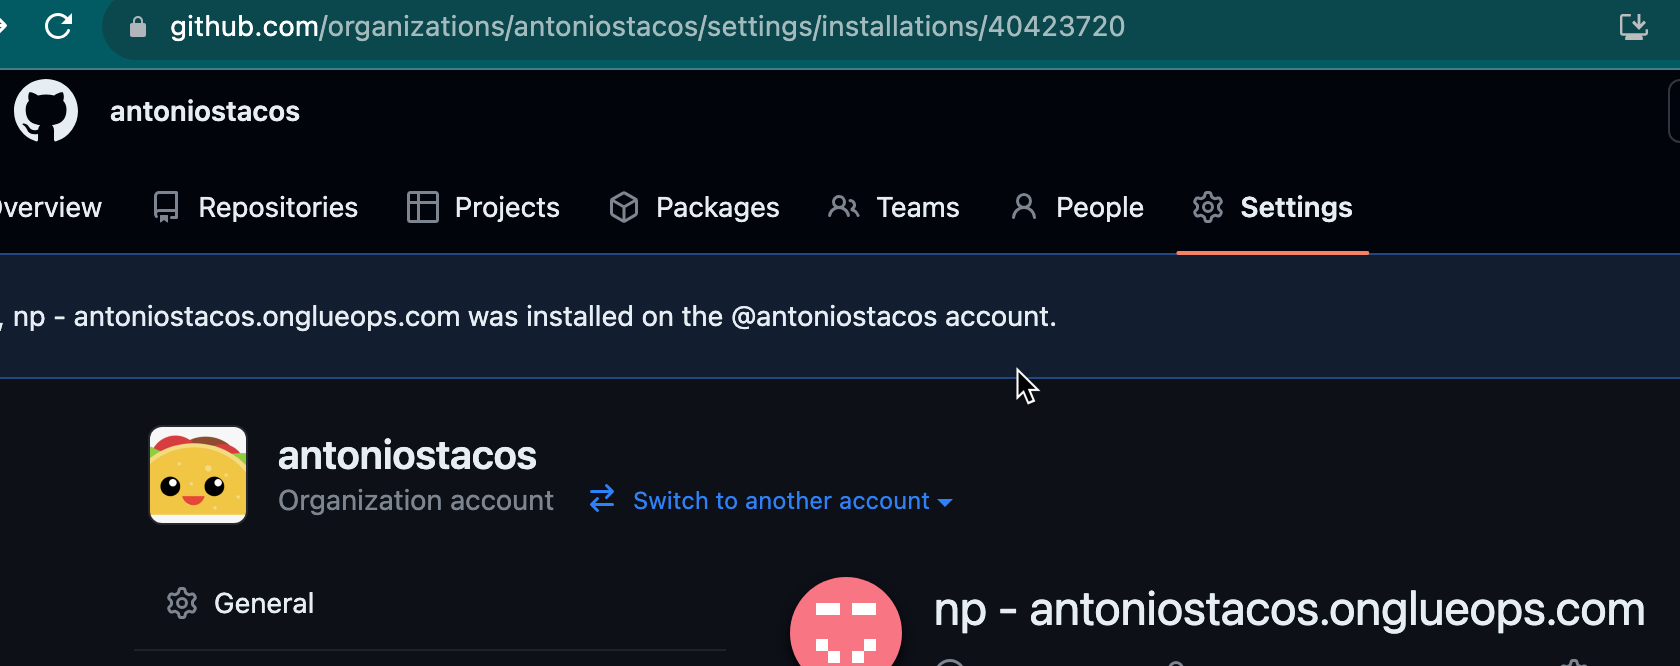 github.com/organizations/antoniostacos/settings/installations/40423720
antoniostacos
Overview Repositories Projects Packages Teams People Settings
, np - antoniostacos.onglueops.com was installed on the @antoniostacos account.
antoniostacos
Organization account Switch to another account
General
np - antoniostacos.onglueops.com